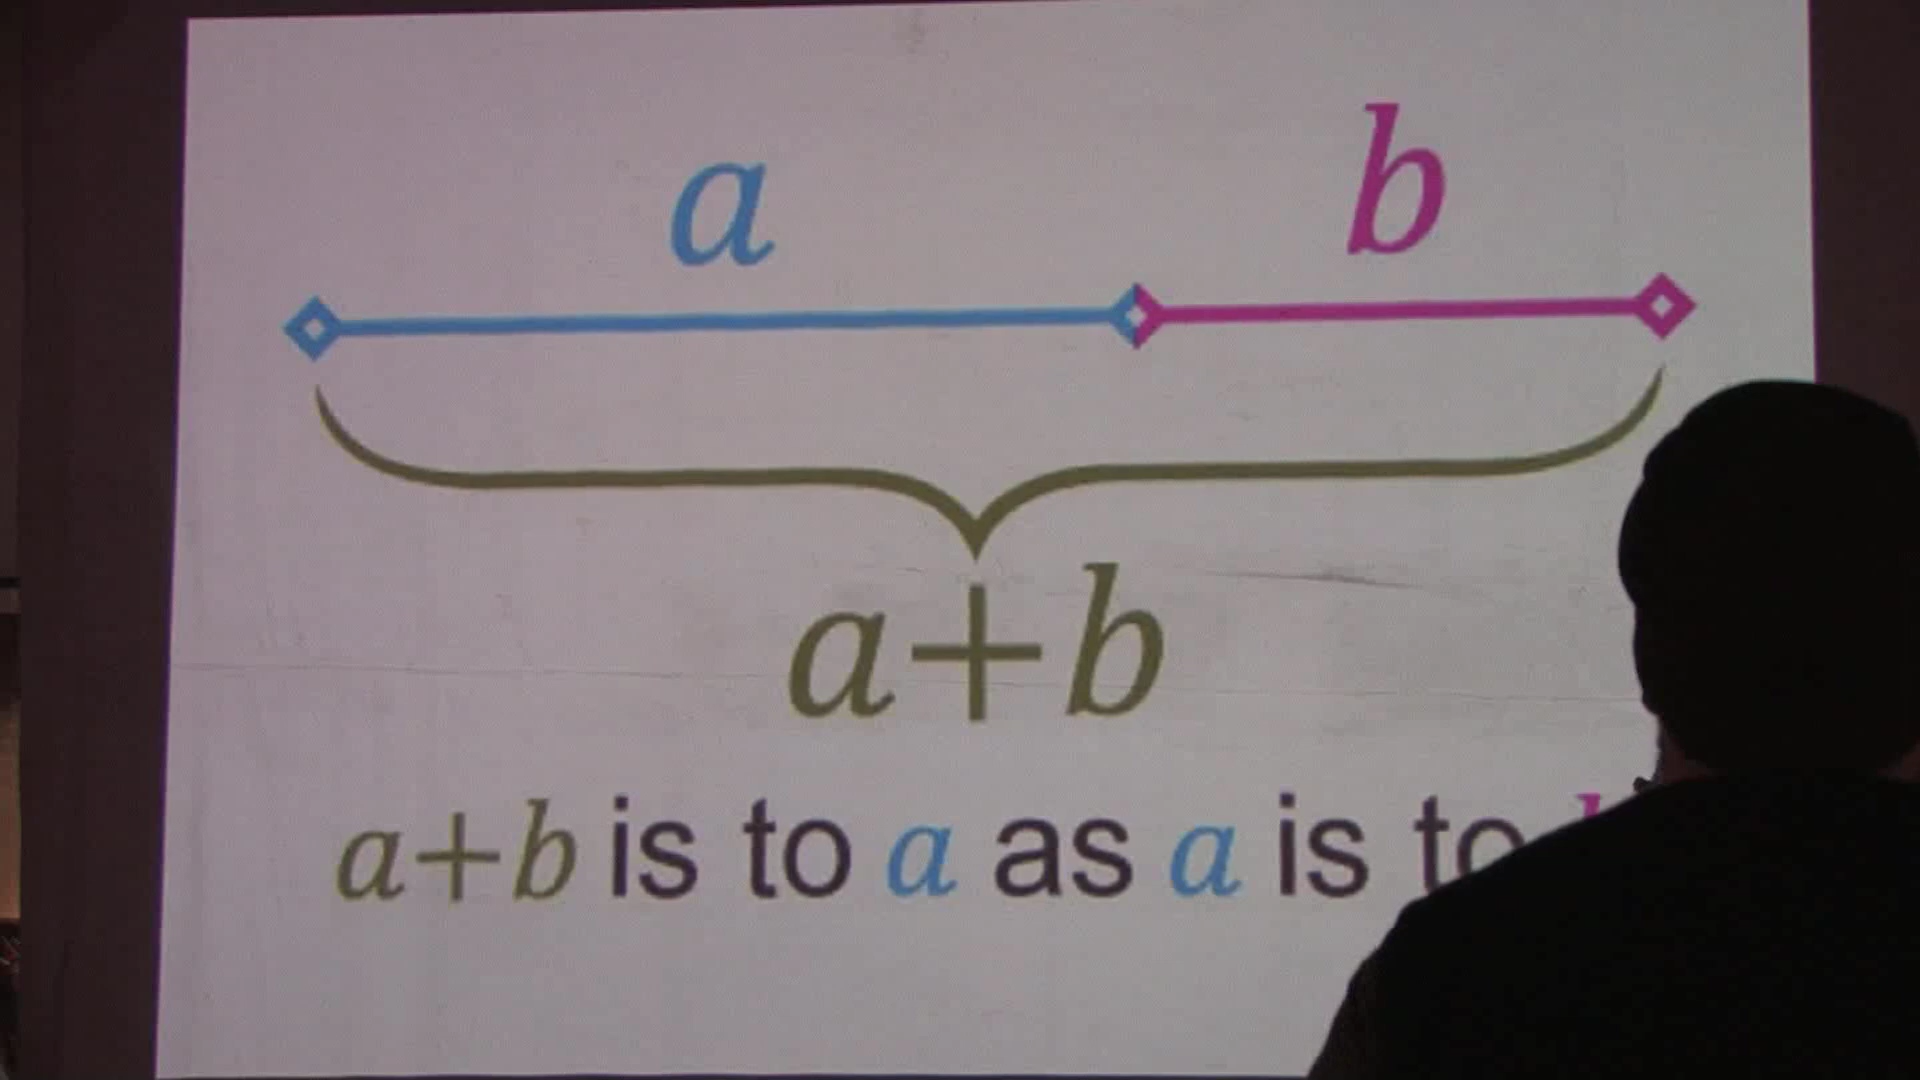 a b
a+b
a+b is to a as a is to